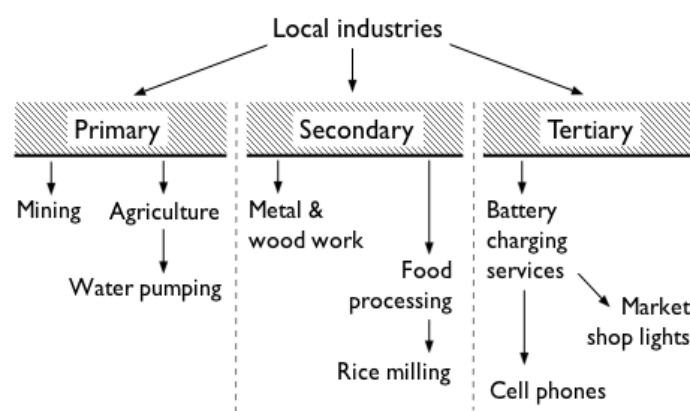 Local industries
Primary
Secondary
Tertiary
Mining
Agriculture
Water pumping
Metal &
wood work
Food
processing
Rice milling
Battery
charging
services
Market
shop lights
Cell phones